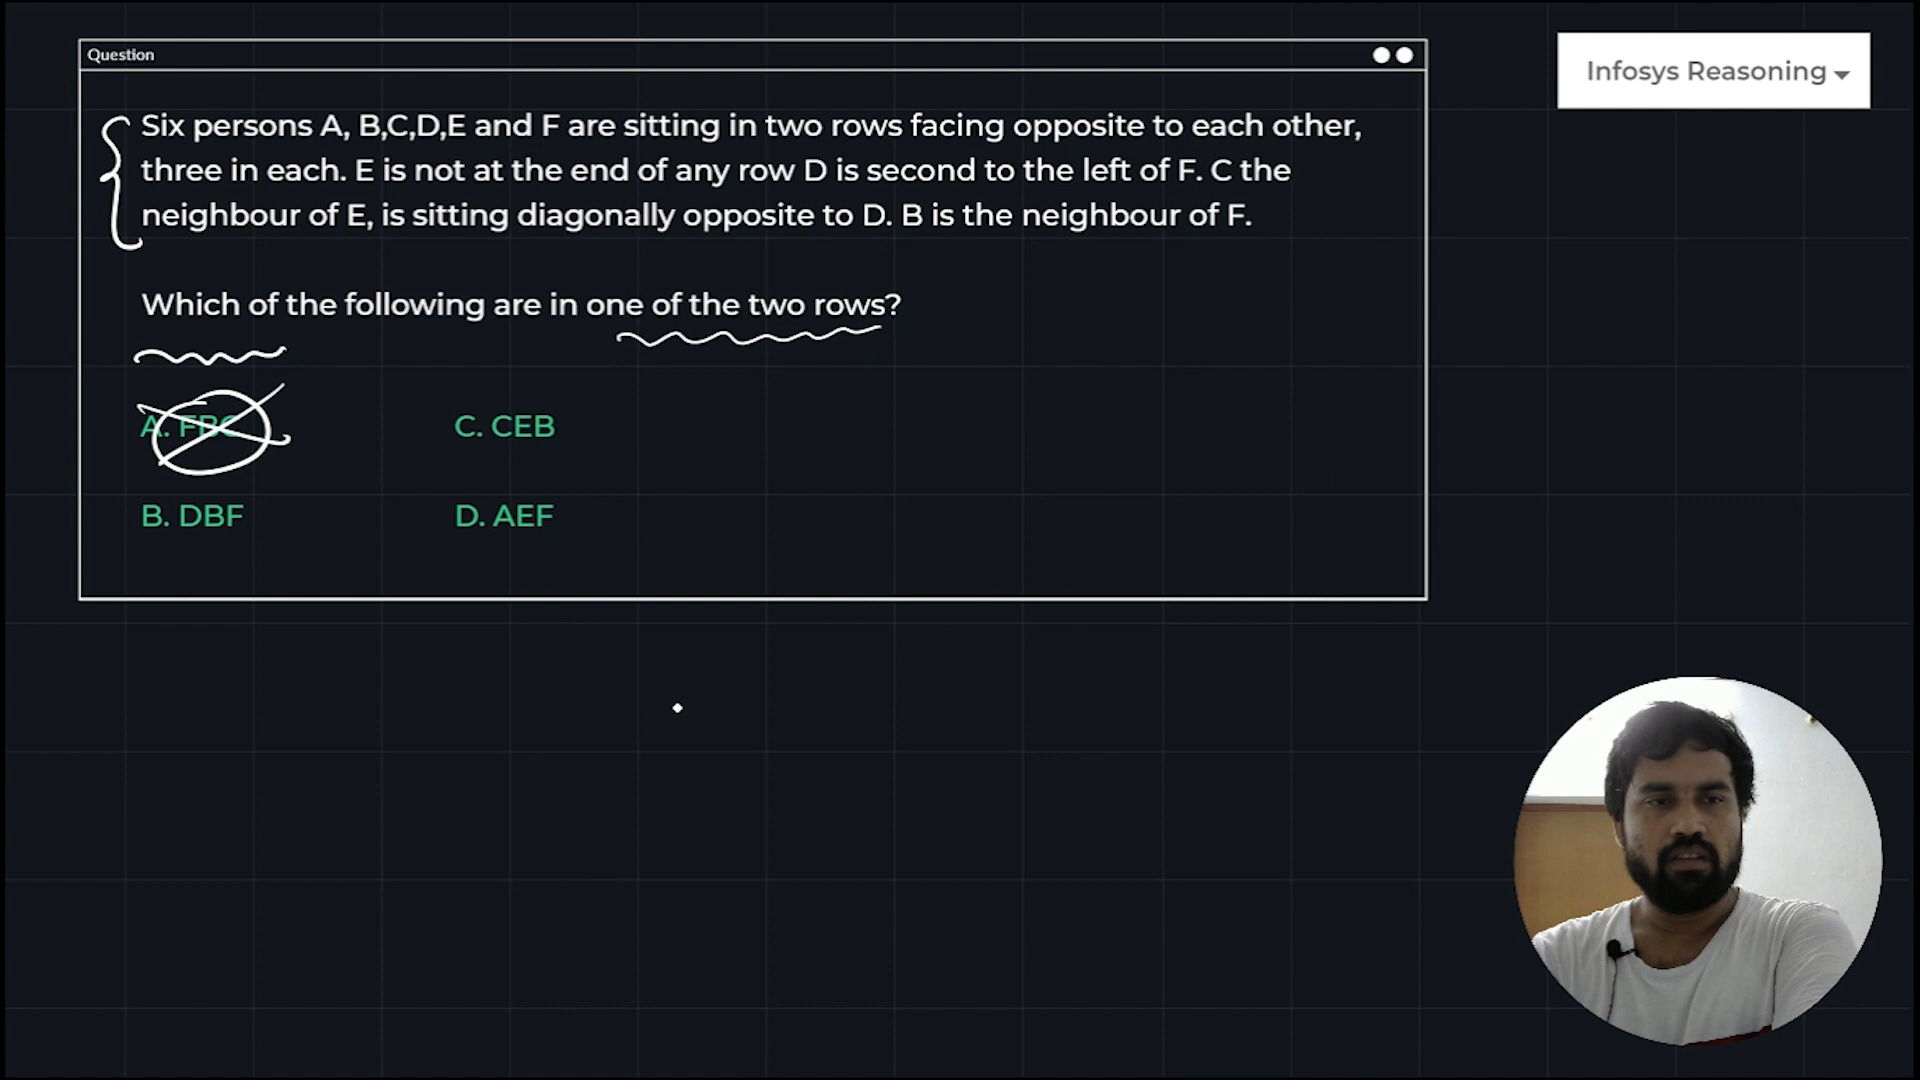 Question
Infosys Reasoning
Six persons A, B,C,D,E and F are sitting in two rows facing opposite to each other,
three in each. E is not at the end of any row D is second to the left of F. C the
neighbour of E, is sitting diagonally opposite to D. B is the neighbour of F.
Which of the following are in one of the two rows?
A. FBC
C. CEB
B. DBF
D. AEF